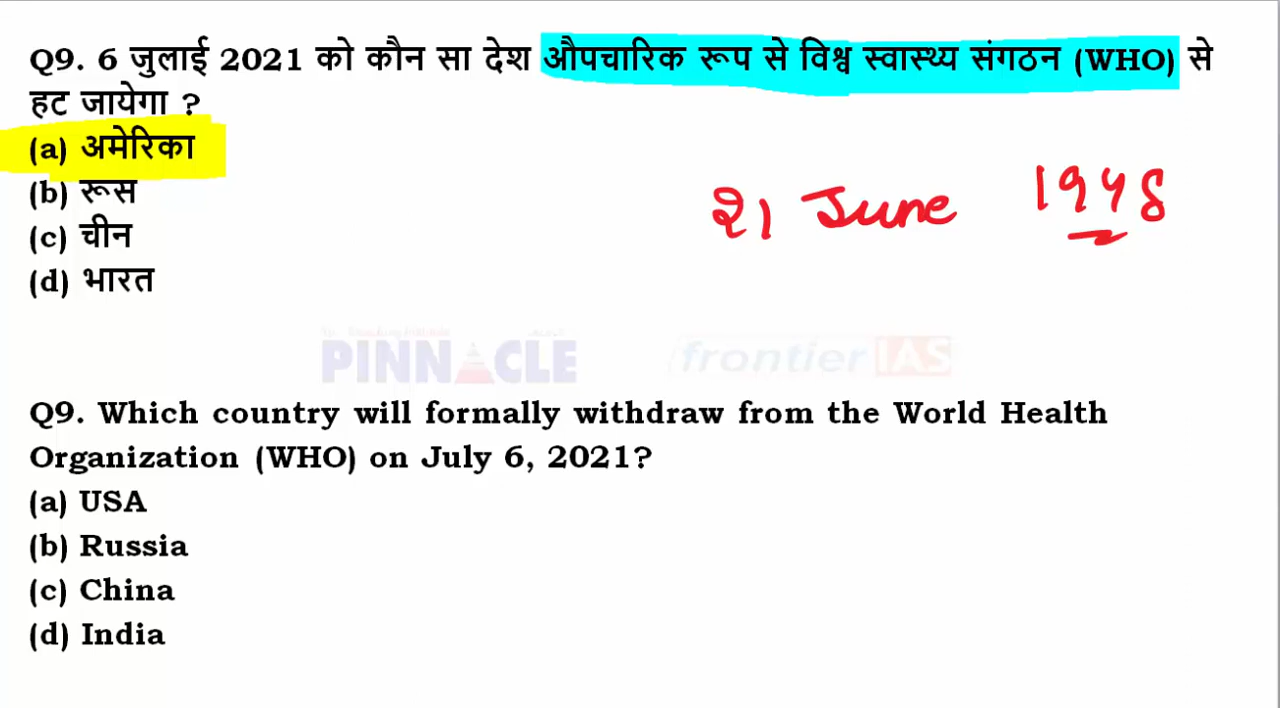 Q9. 6 जुलाई 2021 को कौन सा देश औपचारिक रूप से विश्व स्वास्थ्य संगठन (WHO) से
हट जायेगा ?
(a) अमेरिका
(b) रूस
(c) चीन
(d) भारत
21 June 1948
PINNACLE frontier IAS
Q9. Which country will formally withdraw from the World Health
Organization (WHO) on July 6, 2021?
(a) USA
(b) Russia
(c) China
(d) India